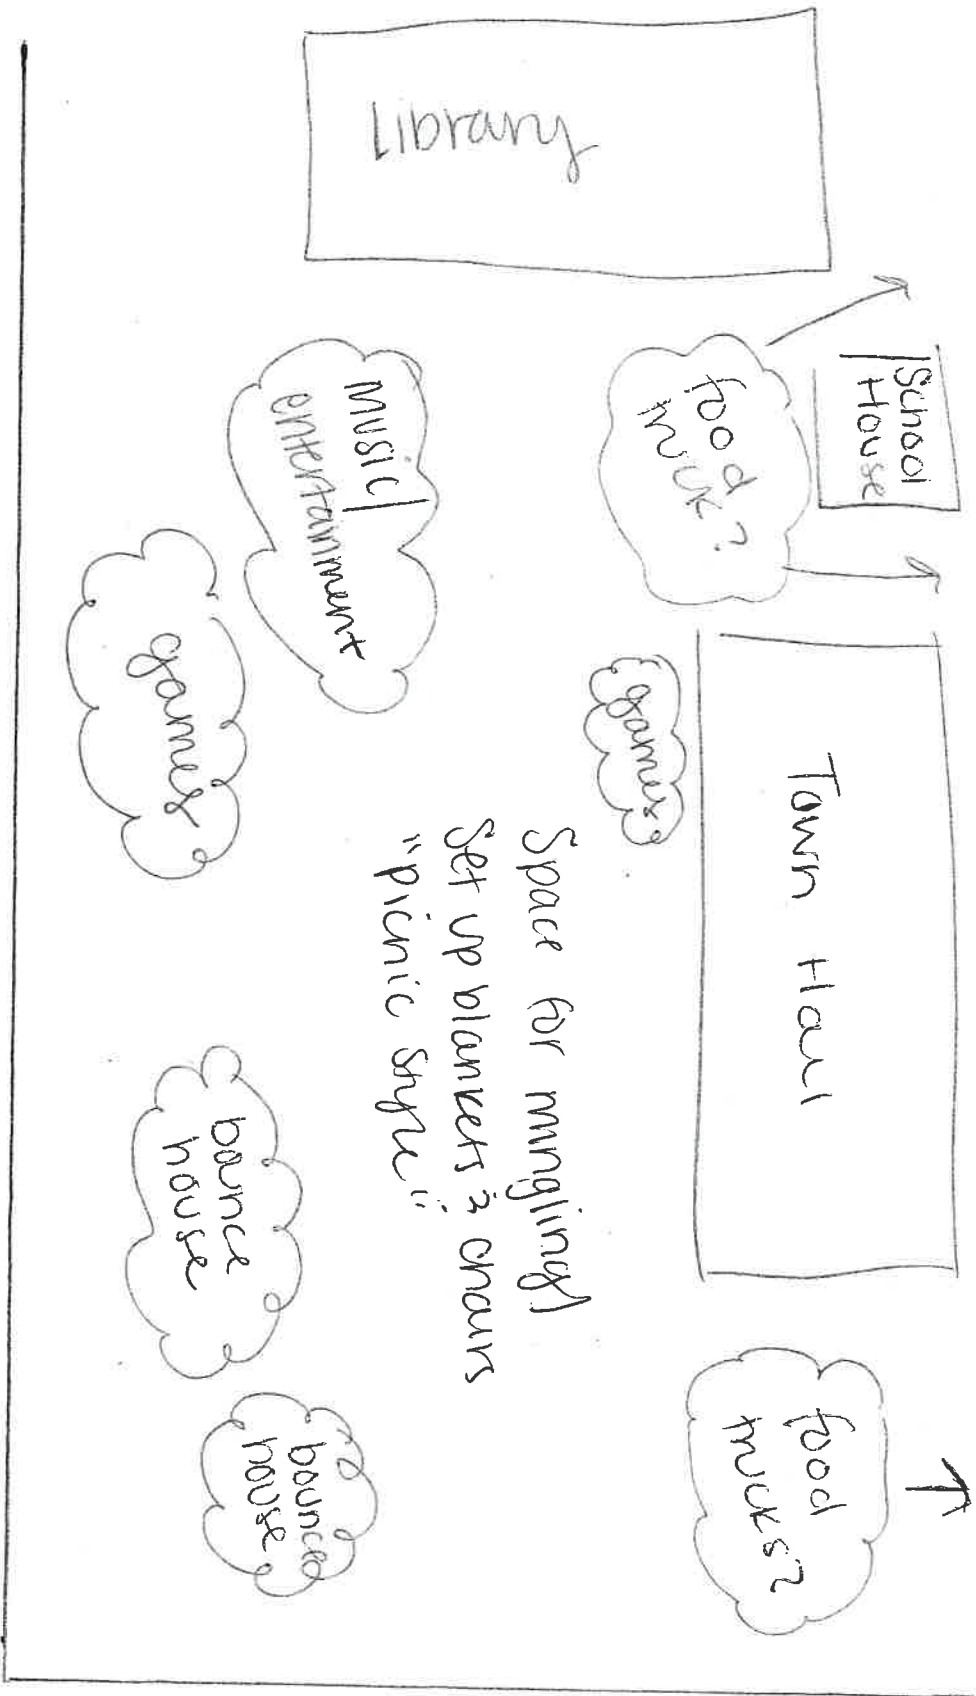 Library
School
House
food
truck?
music/
entertainment
games
games
Town Hall
Space for mingling/
Set up blankets & chairs
"picnic style"
bounce
house
bounce
house
food
trucks?